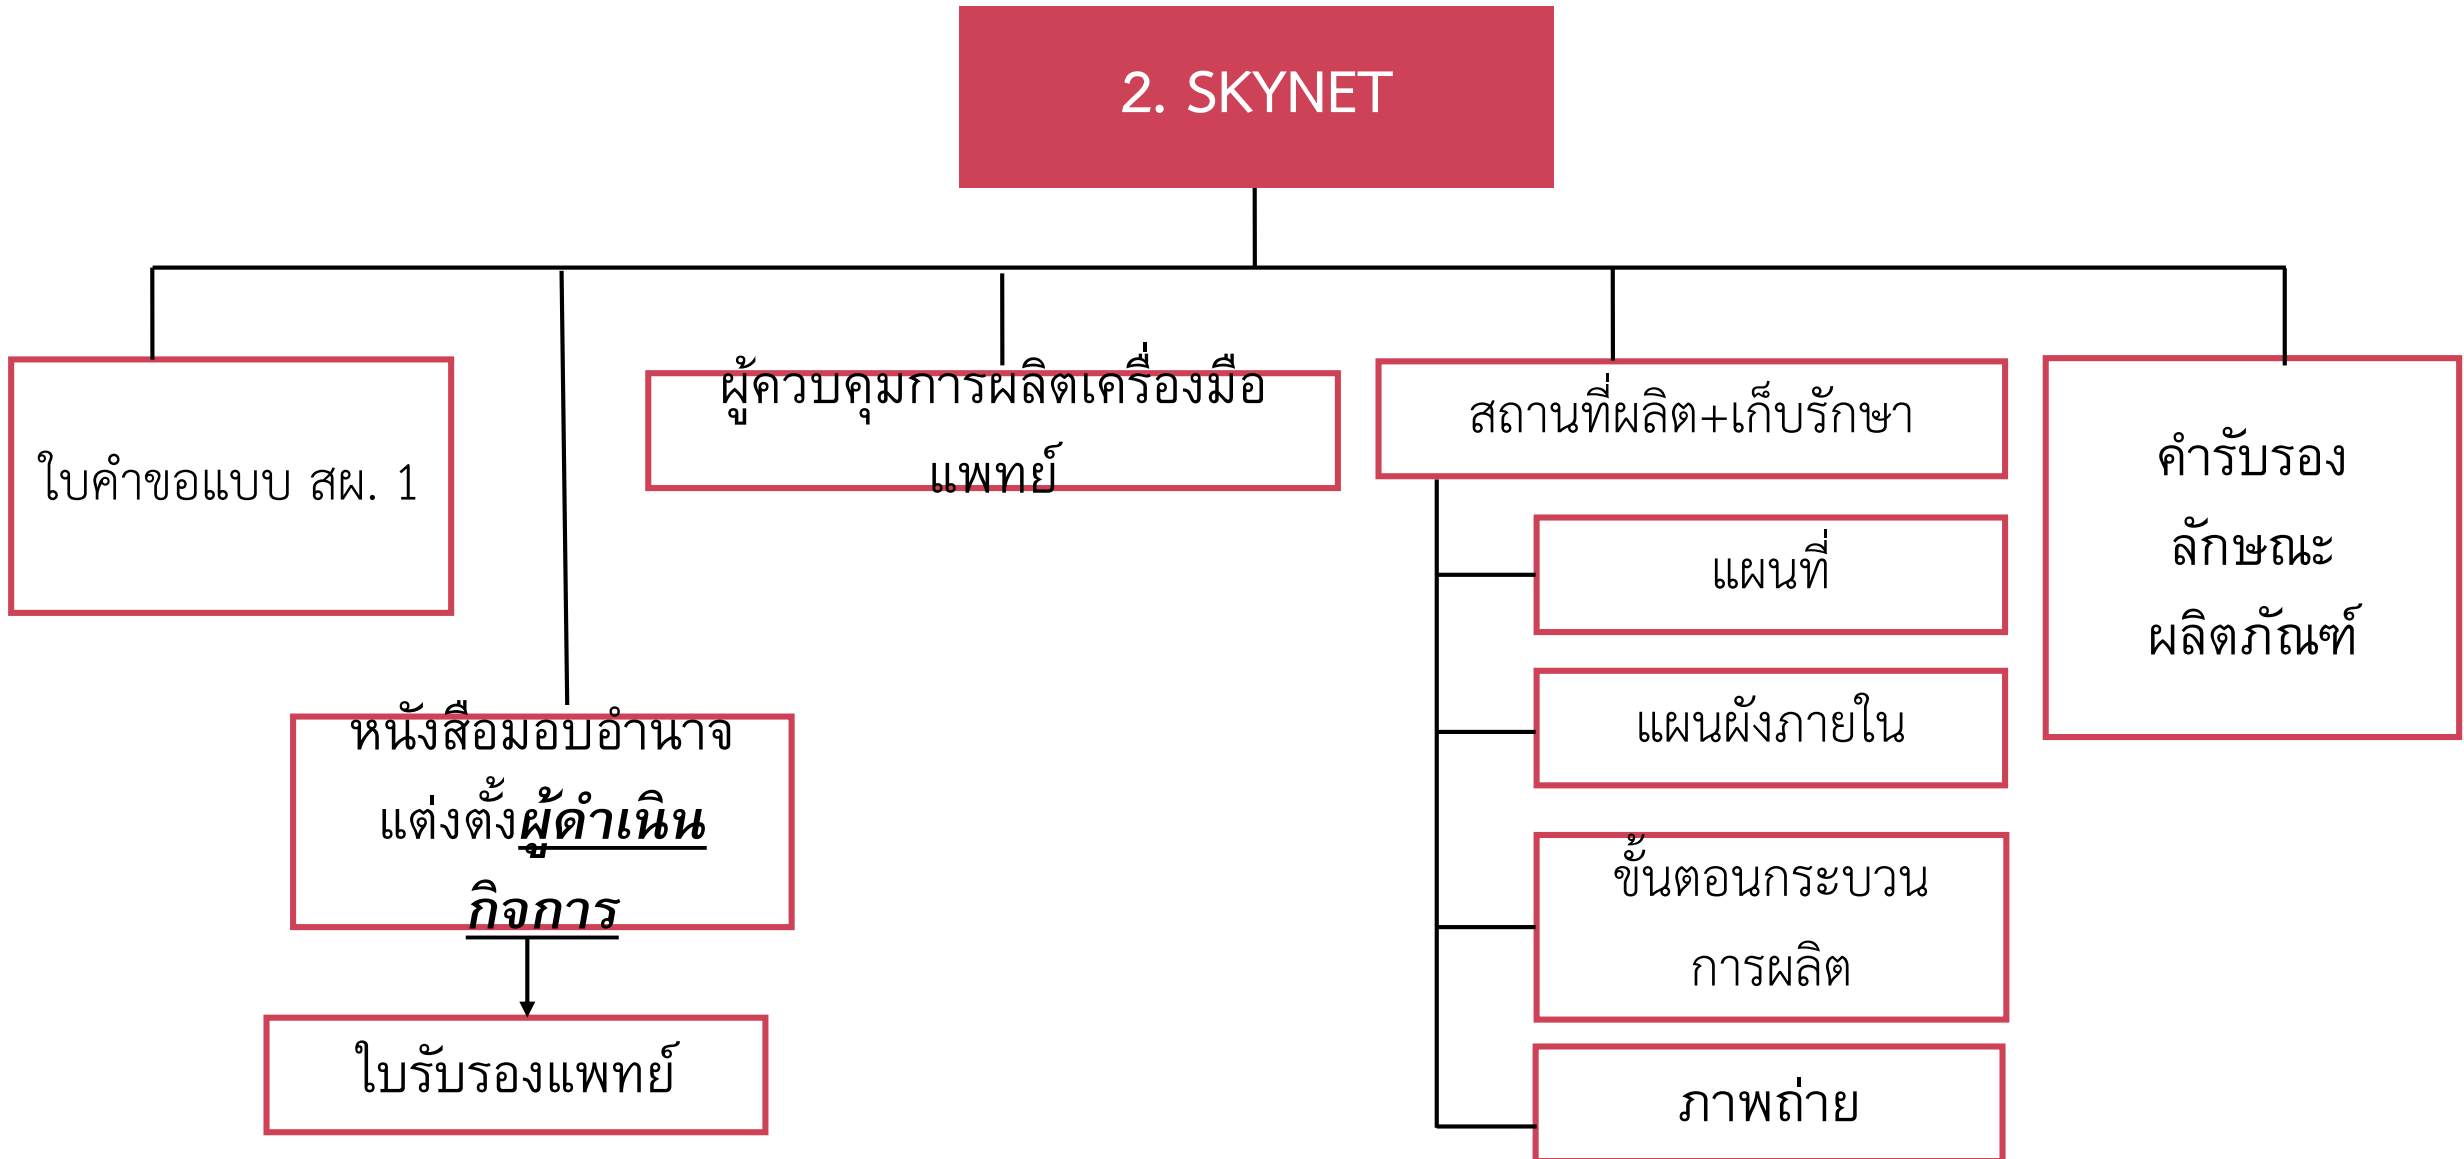 2. SKYNET
ใบคำขอแบบ สผ. 1
หนังสือมอบอำนาจ
แต่งตั้งผู้ดำเนิน
กิจการ
ใบรับรองแพทย์
ผู้ควบคุมการผลิตเครื่องมือ
แพทย์
สถานที่ผลิต+เก็บรักษา
แผนที่
แผนผังภายใน
ขั้นตอนกระบวน
การผลิต
ภาพถ่าย
คำรับรอง
ลักษณะ
ผลิตภัณฑ์